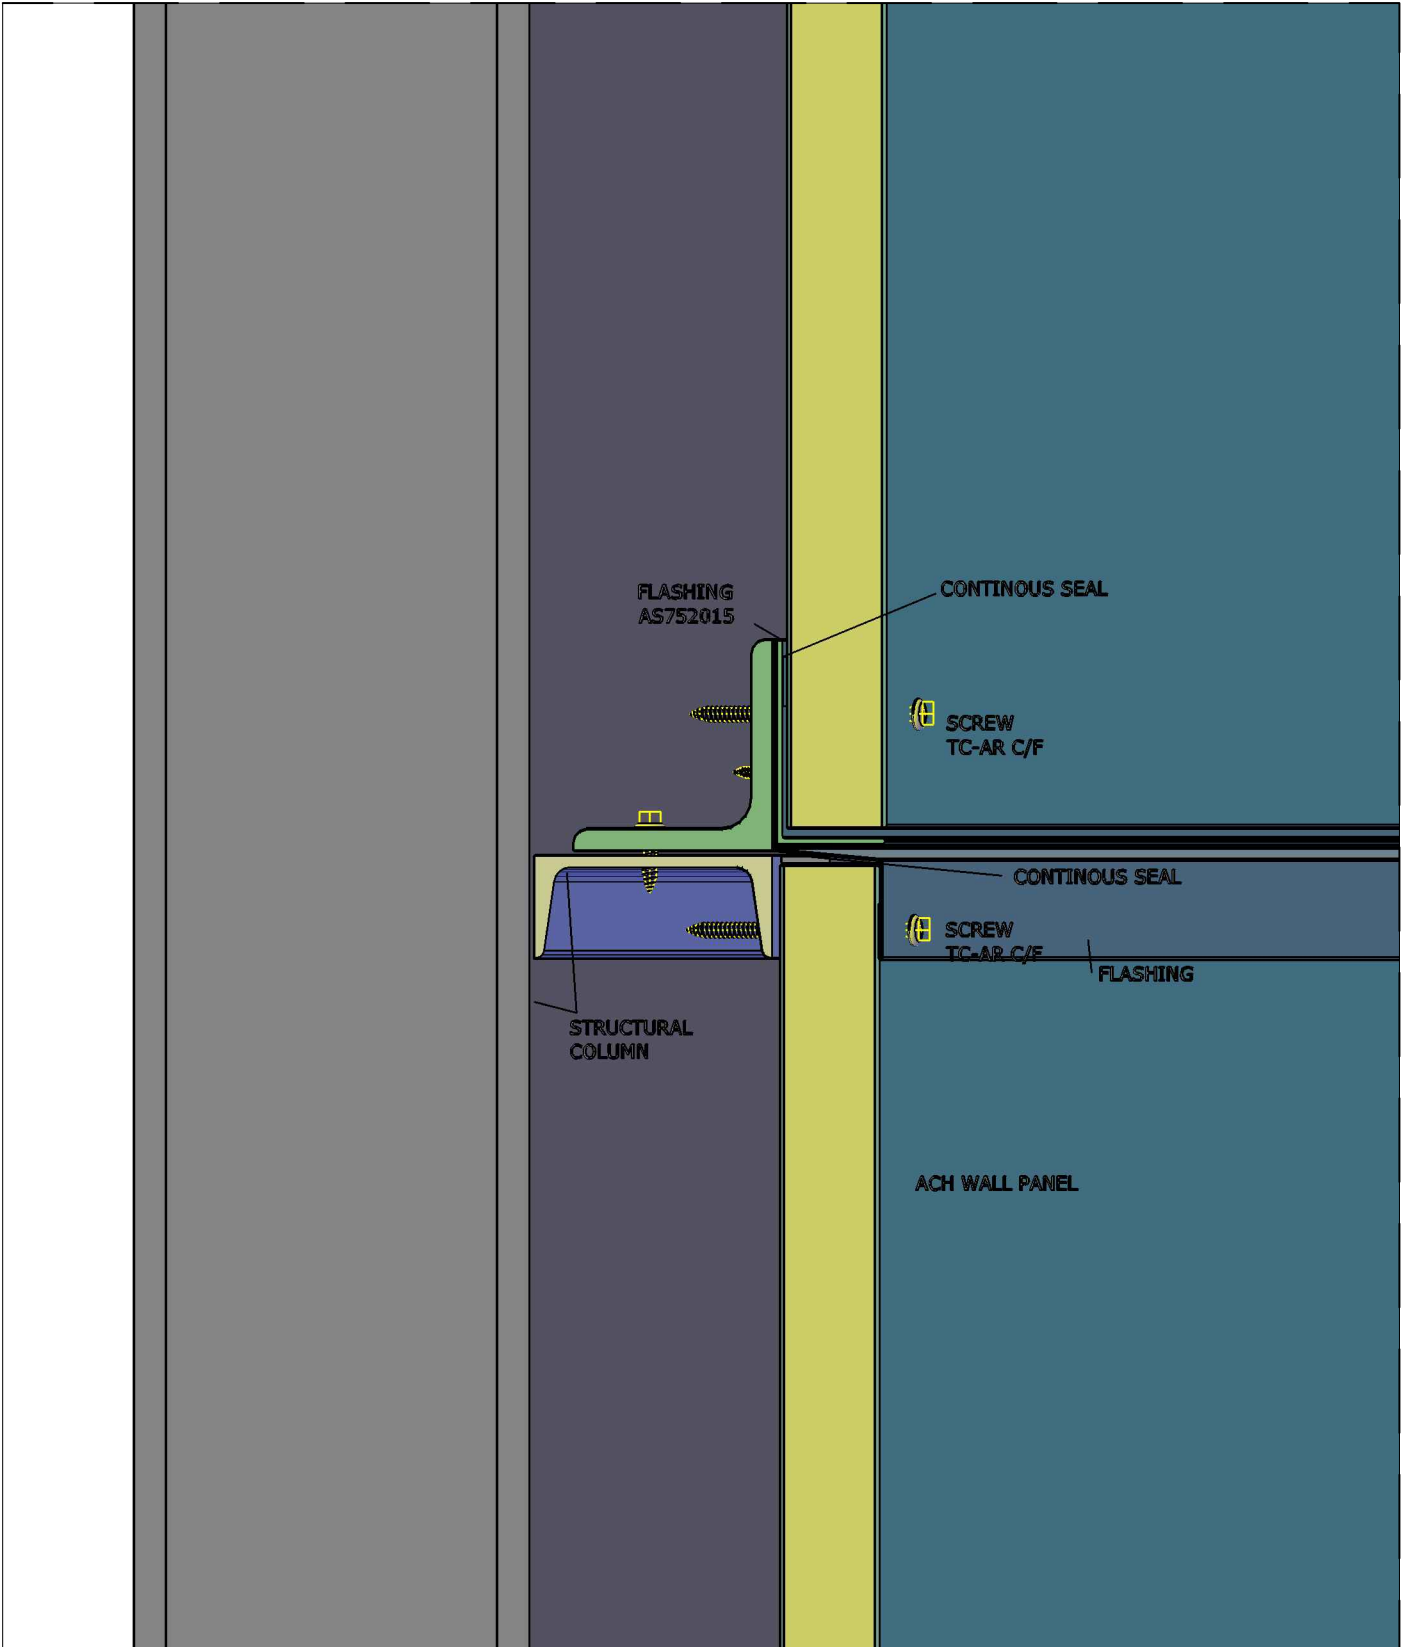 FLASHING
AS752015
CONTINOUS SEAL
SCREW
TC-AR C/F
CONTINOUS SEAL
SCREW
TC-AR C/F
FLASHING
STRUCTURAL
COLUMN
ACH WALL PANEL